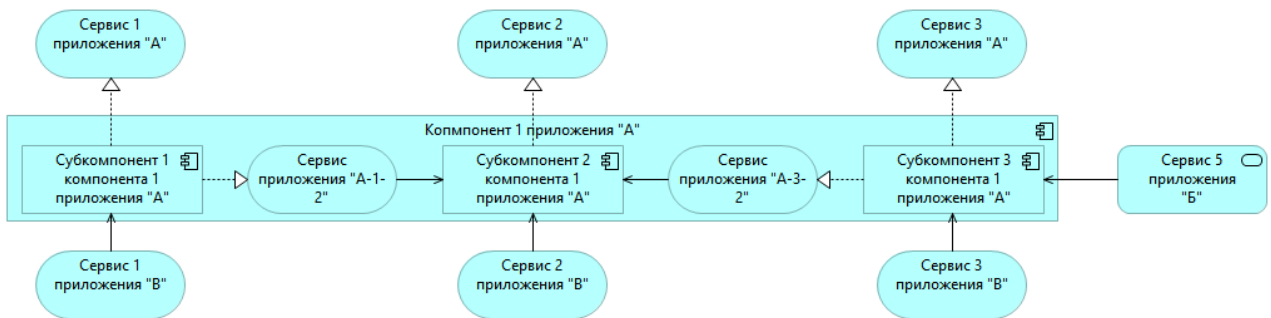 Сервис 1
приложения "А"
Сервис 2
приложения "А"
Сервис 3
приложения "А"
Копмпонент 1 приложения "А"
Субкомпонент 1
компонента 1
приложения "А"
Сервис
приложения "А-1-
2"
Субкомпонент 2
компонента 1
приложения "А"
Сервис
приложения "А-3-
2"
Субкомпонент 3
компонента 1
приложения "А"
Сервис 5
приложения
"Б"
Сервис 1
приложения "В"
Сервис 2
приложения "В"
Сервис 3
приложения "В"